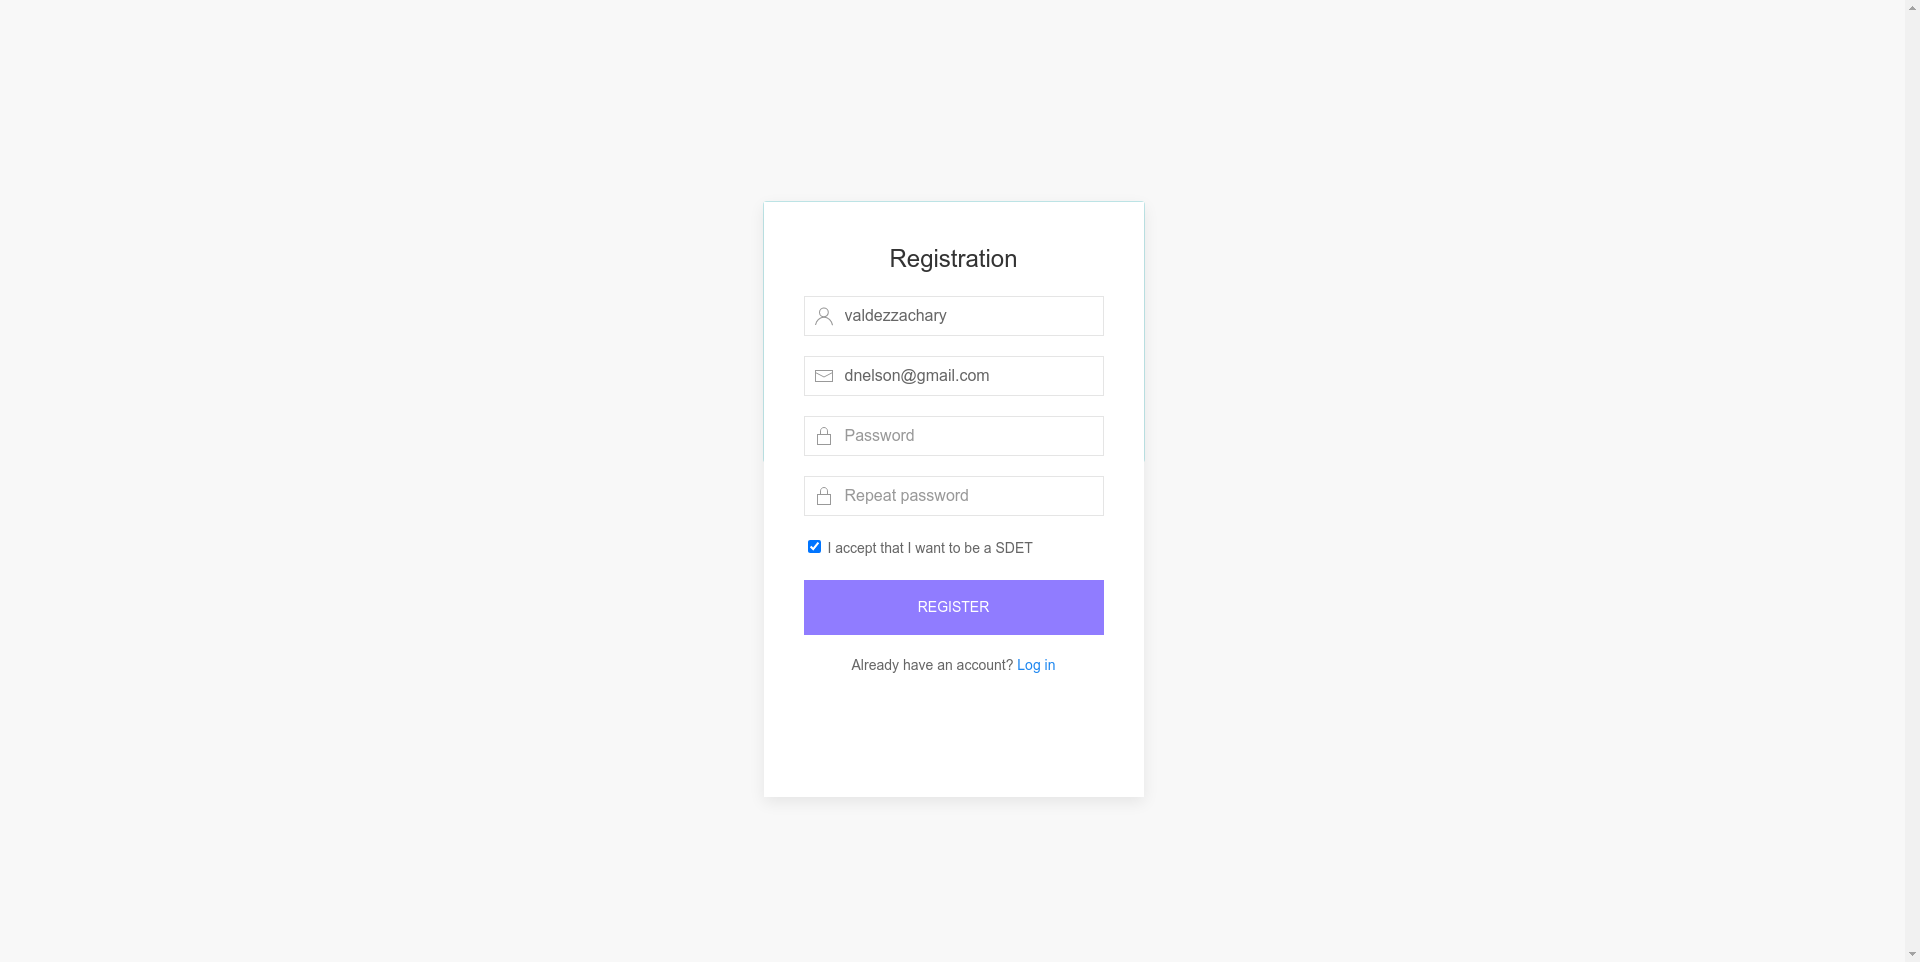 Registration
valdezzachary
dnelson@gmail.com
Password
Repeat password
I accept that I want to be a SDET
REGISTER
Already have an account? Log in